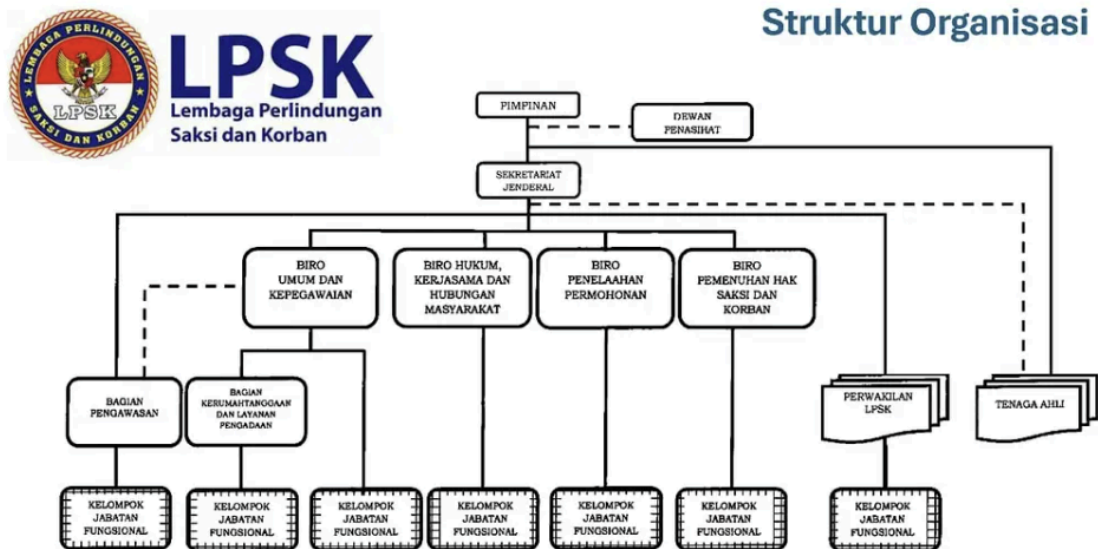 Struktur Organisasi
LEMBAGA PERLINDUNGAN
SAKSI DAN KORBAN
LPSK
LPSK
Lembaga Perlindungan
Saksi dan Korban
PIMPINAN
DEWAN
PENASIHAT
SEKRETARIAT
JENDERAL
BIRO
UMUM DAN
KEPEGAWAIAN
BIRO HUKUM,
KERJASAMA DAN
HUBUNGAN
MASYARAKAT
BIRO
PENELAAHAN
PERMOHONAN
BIRO
PEMENUHAN HAK
SAKSI DAN
KORBAN
BAGIAN
PENGAWASAN
BAGIAN
KERUMAHTANGGAAN
DAN LAYANAN
PENGADAAN
PERWAKILAN
LPSK
TENAGA AHLI
KELOMPOK
JABATAN
FUNGSIONAL
KELOMPOK
JABATAN
FUNGSIONAL
KELOMPOK
JABATAN
FUNGSIONAL
KELOMPOK
JABATAN
FUNGSIONAL
KELOMPOK
JABATAN
FUNGSIONAL
KELOMPOK
JABATAN
FUNGSIONAL
KELOMPOK
JABATAN
FUNGSIONAL